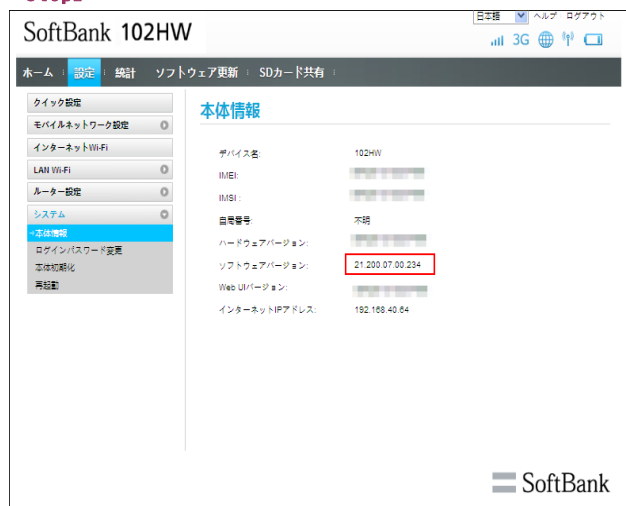 SoftBank 102HW
日本語 ヘルプ ログアウト
3G
ホーム 設定 統計 ソフトウェア更新 SDカード共有
クイック設定
モバイルネットワーク設定
インターネットWi-Fi
LAN Wi-Fi
ルーター設定
システム
本体情報
ログインパスワード変更
本体初期化
再起動
本体情報
デバイス名: 102HW
IMEI:
IMSI :
自局番号: 不明
ハードウェアバージョン:
ソフトウェアバージョン: 21.200.07.00.234
Web UIバージョン:
インターネットIPアドレス: 192.168.40.64
SoftBank